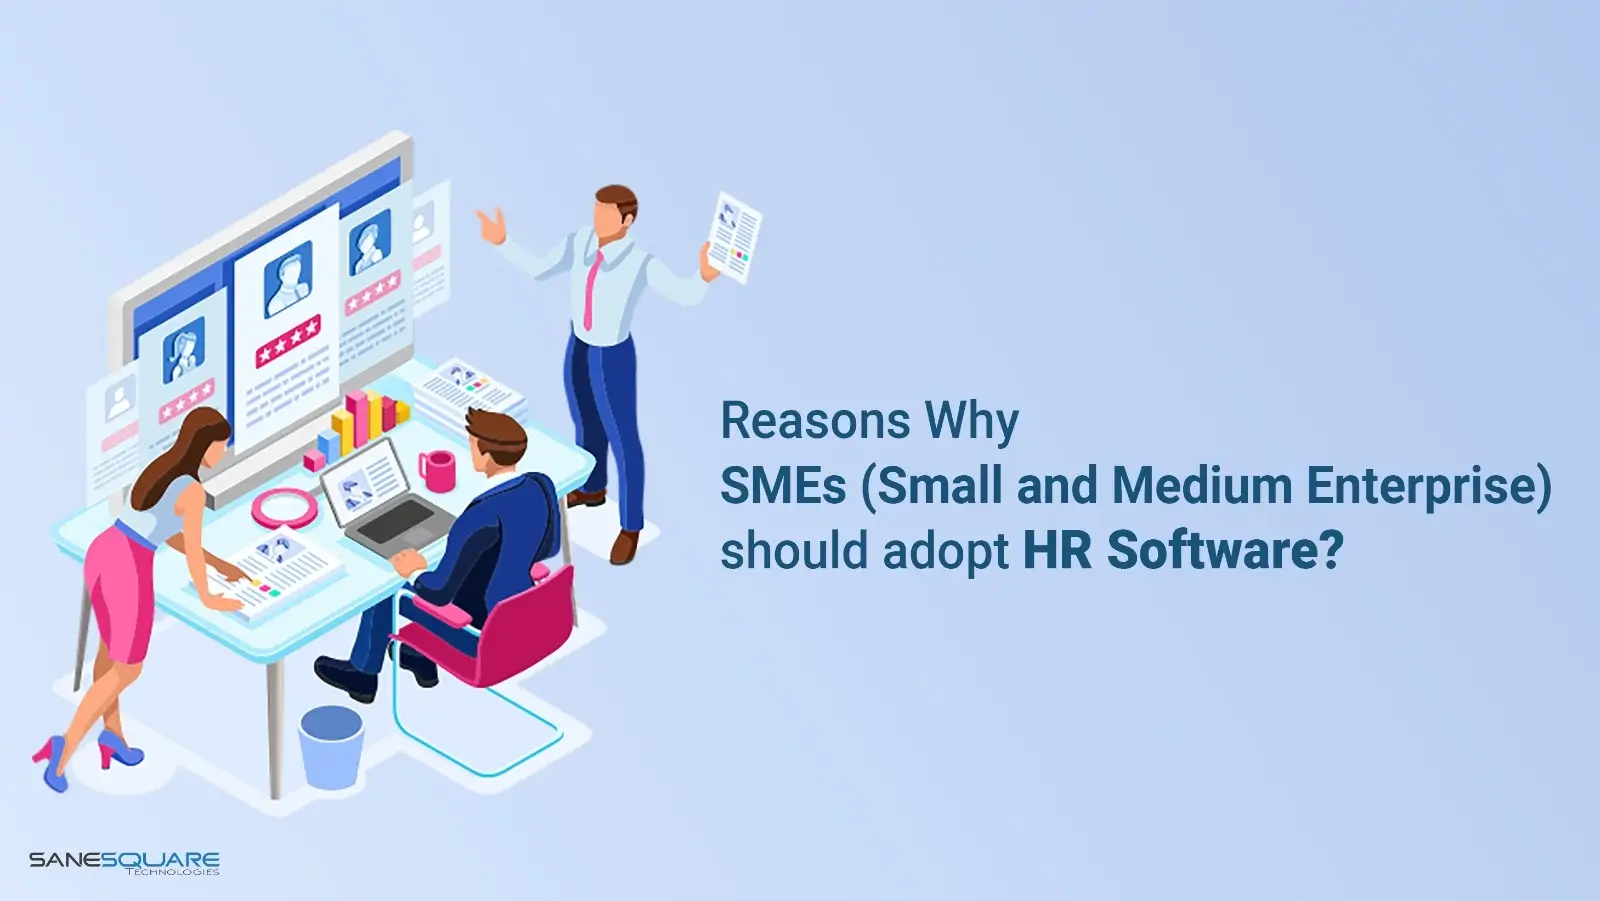 Reasons Why
SMEs (Small and Medium Enterprise)
should adopt HR Software?
SANESQUARE
TECHNOLOGIES